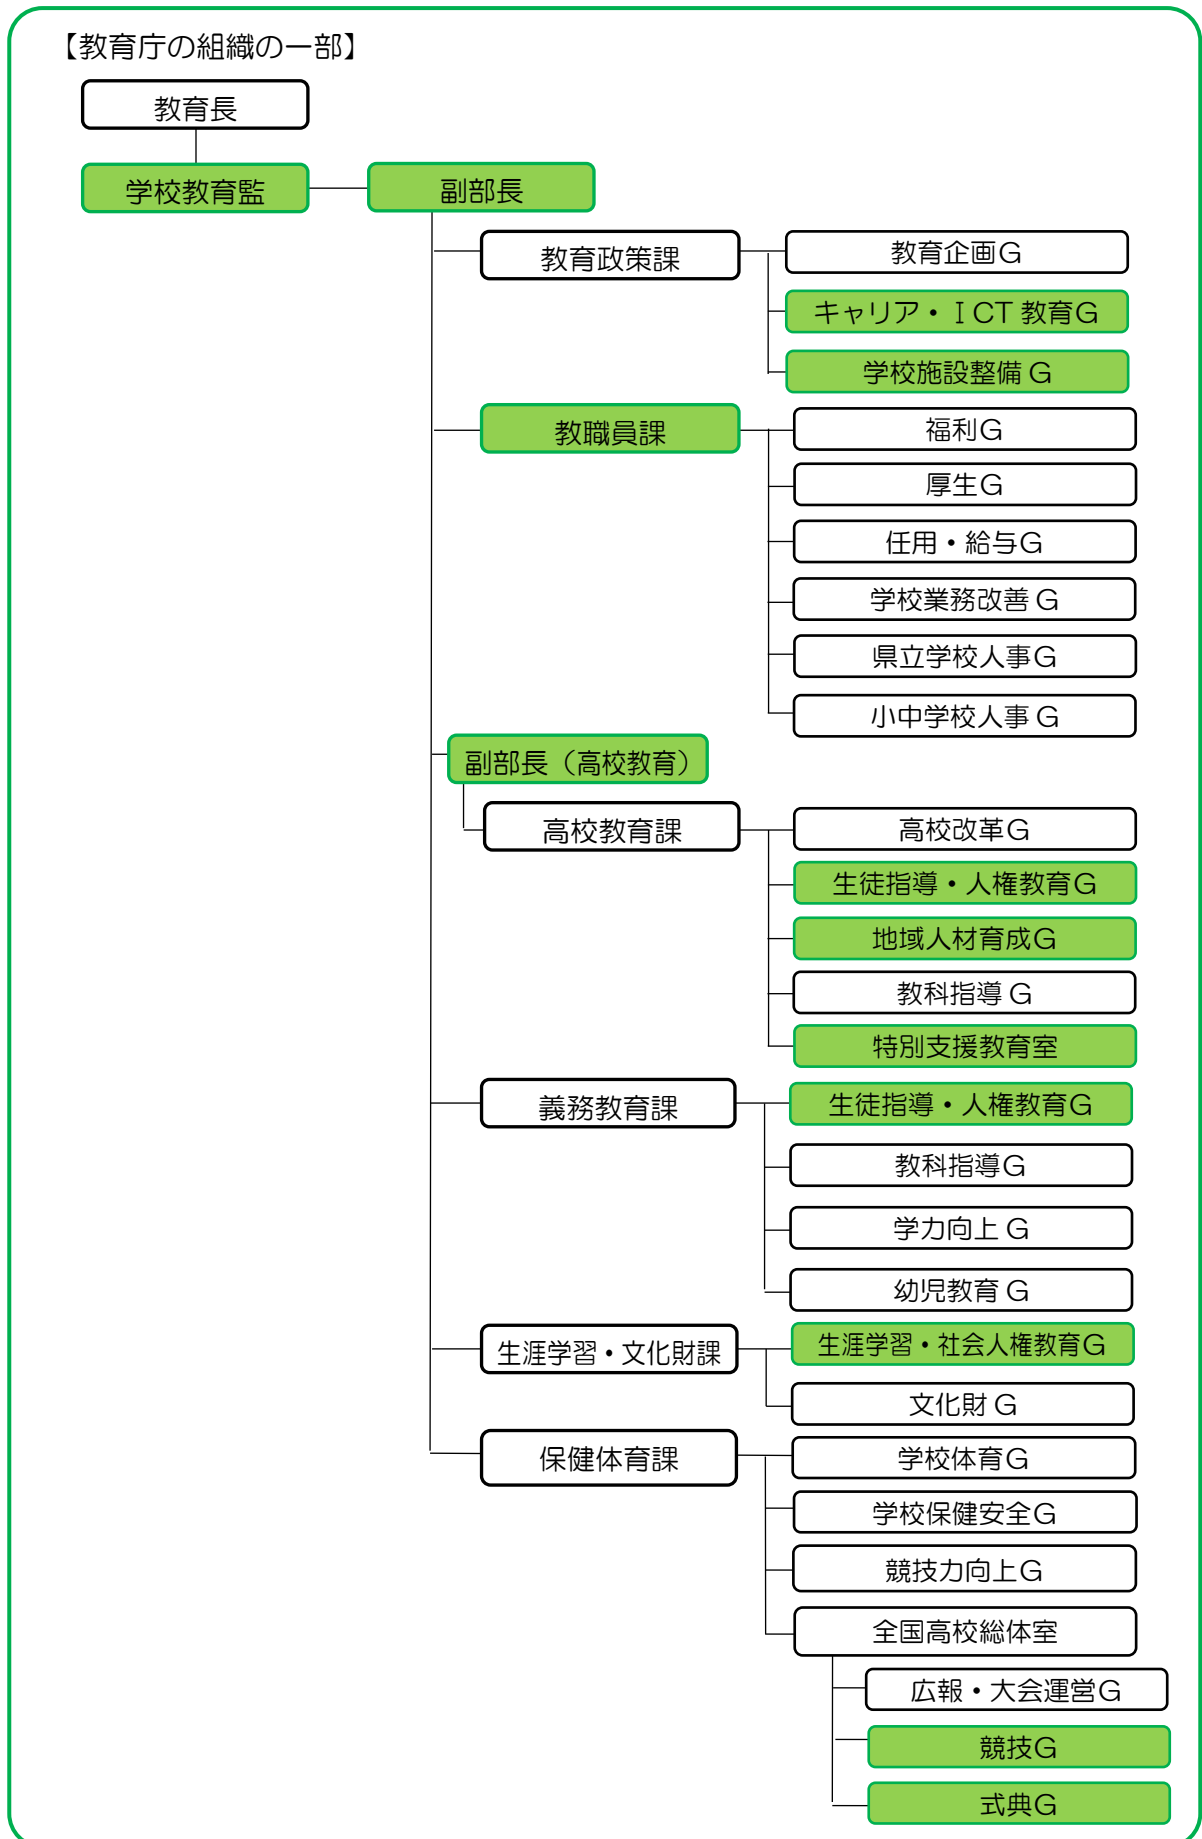 【教育庁の組織の一部】
教育長
学校教育監
副部長
教育政策課
教育企画G
キャリア・ICT 教育G
学校施設整備 G
教職員課
福利G
厚生G
任用・給与G
学校業務改善 G
県立学校人事G
小中学校人事 G
副部長（高校教育）
高校教育課
高校改革G
生徒指導・人権教育G
地域人材育成G
教科指導 G
特別支援教育室
義務教育課
生徒指導・人権教育G
教科指導G
学力向上 G
幼児教育 G
生涯学習・文化財課
生涯学習・社会人権教育G
文化財 G
保健体育課
学校体育G
学校保健安全G
競技力向上G
全国高校総体室
広報・大会運営G
競技G
式典G